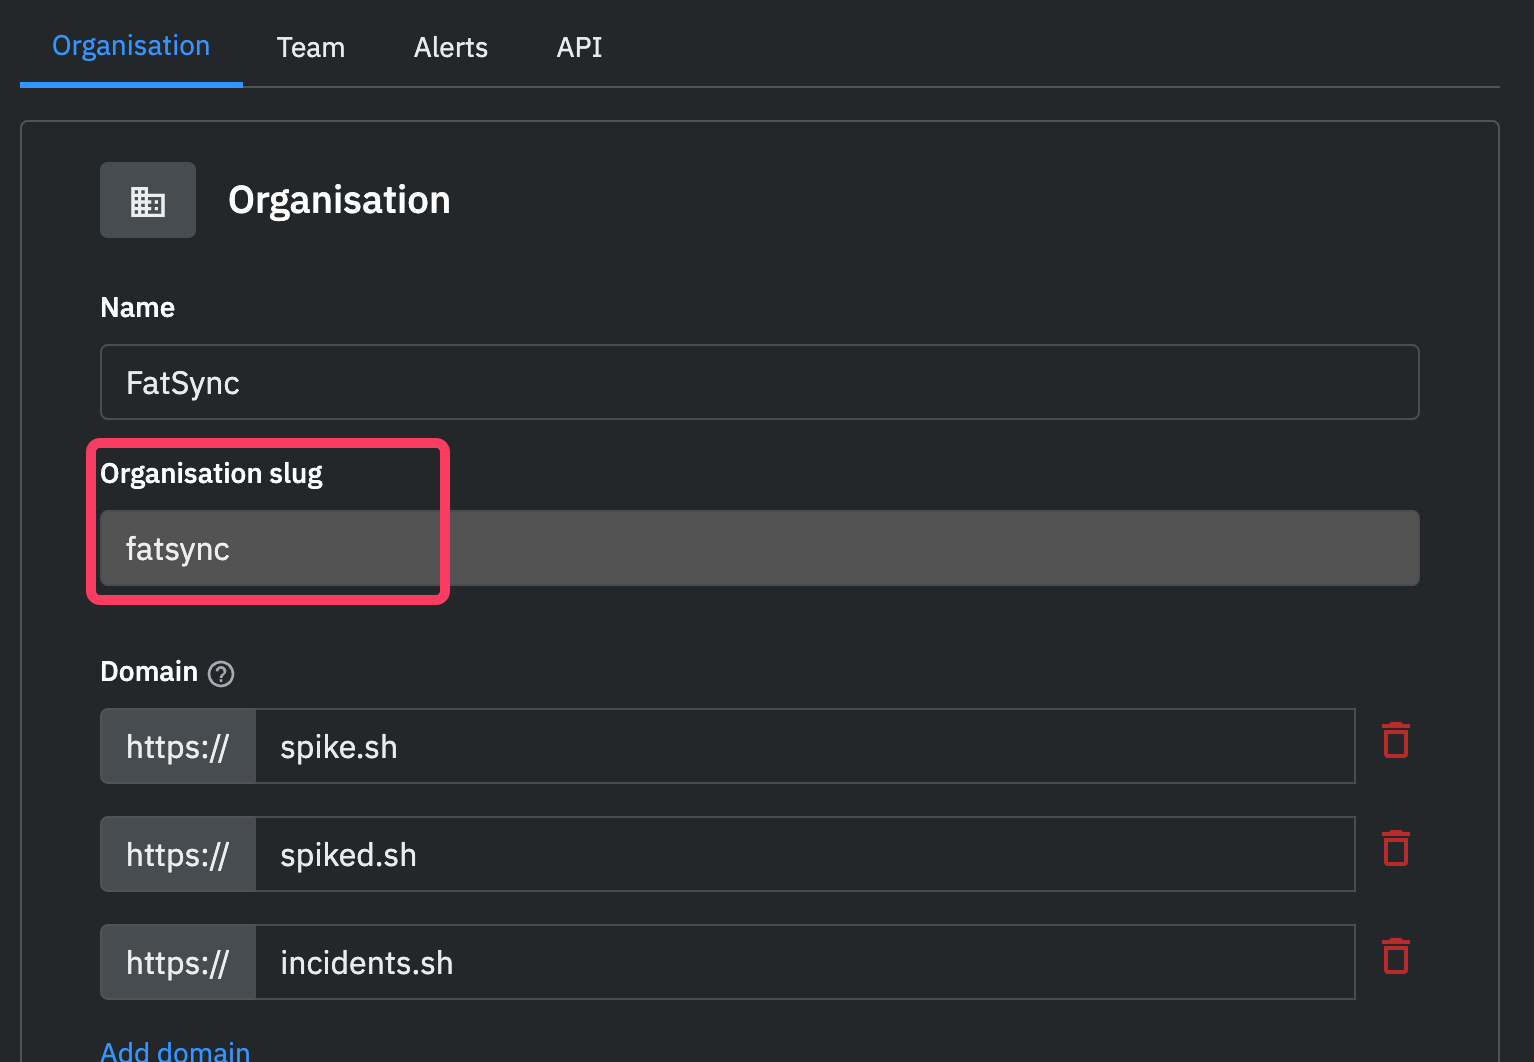 Organisation Team Alerts API
Organisation
Name
FatSync
Organisation slug
fatsync
Domain ?
https:// spike.sh
https:// spiked.sh
https:// incidents.sh
Add domain